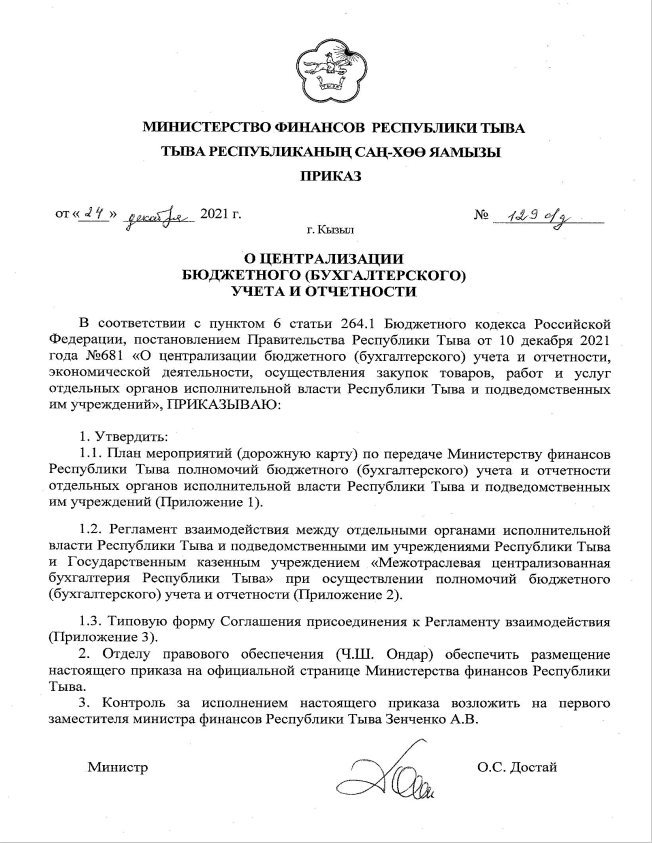 МИНИСТЕРСТВО ФИНАНСОВ РЕСПУБЛИКИ ТЫВА
ТЫВА РЕСПУБЛИКАНЫҢ САҢ-ХӨӨ ЯАМЫЗЫ
ПРИКАЗ
от « 24 » декабря 2021 г. № 129 о/д
г. Кызыл
О ЦЕНТРАЛИЗАЦИИ
БЮДЖЕТНОГО (БУХГАЛТЕРСКОГО)
УЧЕТА И ОТЧЕТНОСТИ
В соответствии с пунктом 6 статьи 264.1 Бюджетного кодекса Российской
Федерации, постановлением Правительства Республики Тыва от 10 декабря 2021
года №681 «О централизации бюджетного (бухгалтерского) учета и отчетности,
экономической деятельности, осуществления закупок товаров, работ и услуг
отдельных органов исполнительной власти Республики Тыва и подведомственных
им учреждений», ПРИКАЗЫВАЮ:
1. Утвердить:
1.1. План мероприятий (дорожную карту) по передаче Министерству финансов
Республики Тыва полномочий бюджетного (бухгалтерского) учета и отчетности
отдельных органов исполнительной власти Республики Тыва и подведомственных
им учреждений (Приложение 1).
1.2. Регламент взаимодействия между отдельными органами исполнительной
власти Республики Тыва и подведомственными им учреждениями Республики Тыва
и Государственным казенным учреждением «Межотраслевая централизованная
бухгалтерия Республики Тыва» при осуществлении полномочий бюджетного
(бухгалтерского) учета и отчетности (Приложение 2).
1.3. Типовую форму Соглашения присоединения к Регламенту взаимодействия
(Приложение 3).
2. Отделу правового обеспечения (Ч.Ш. Ондар) обеспечить размещение
настоящего приказа на официальной странице Министерства финансов Республики
Тыва.
3. Контроль за исполнением настоящего приказа возложить на первого
заместителя министра финансов Республики Тыва Зенченко А.В.
Министр О.С. Достай